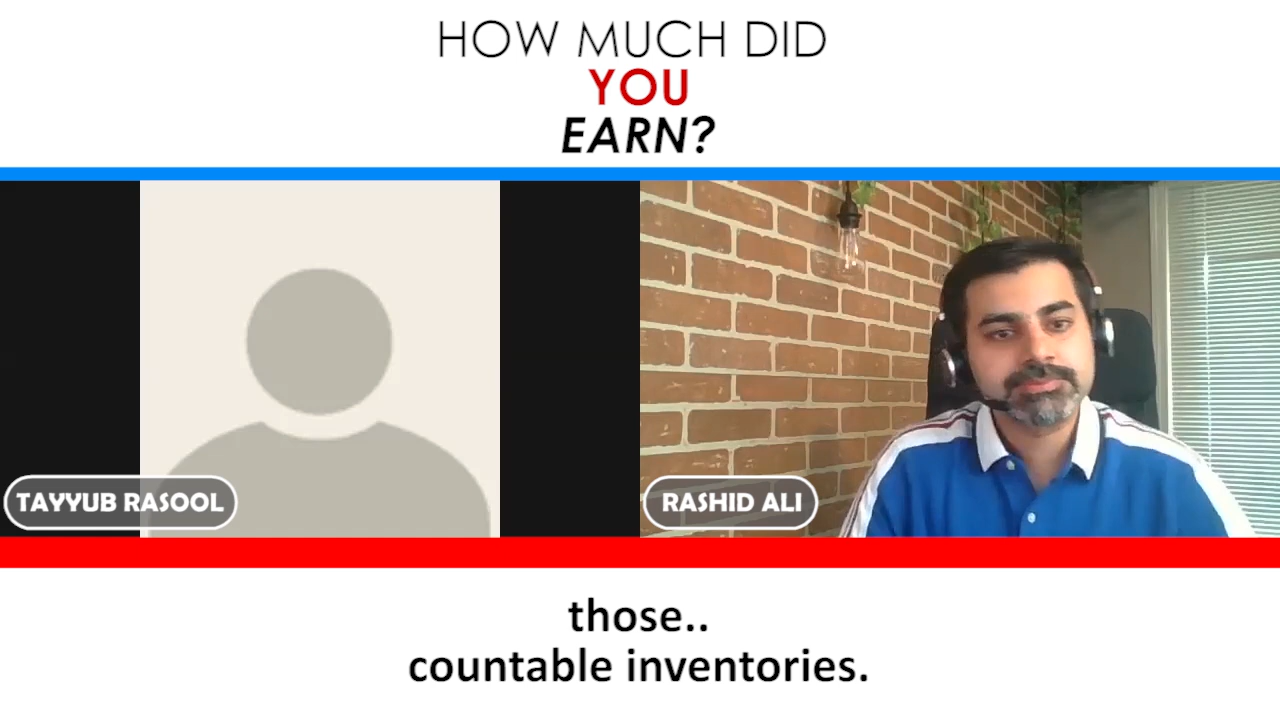 HOW MUCH DID
YOU
EARN?
TAYYUB RASOOL
RASHID ALI
those..
countable inventories.